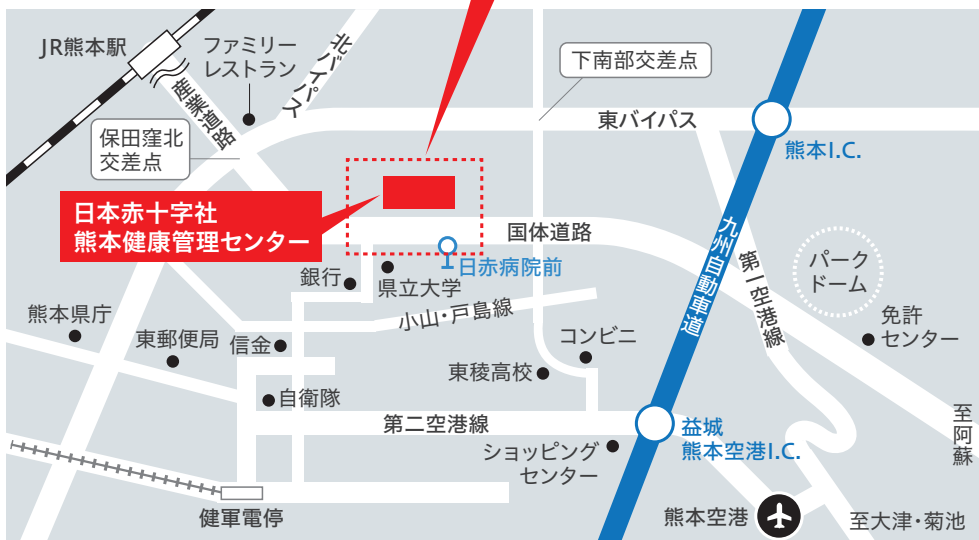 JR熊本駅
ファミリー
レストラン
北バイパス
産業道路
保田窪北
交差点
下南部交差点
東バイパス
熊本I.C.
日本赤十字社
熊本健康管理センター
国体道路
日赤病院前
九州自動車道
第一空港線
パーク
ドーム
銀行
県立大学
小山・戸島線
熊本県庁
東郵便局
信金
コンビニ
免許
センター
東稜高校
自衛隊
第二空港線
益城
熊本空港I.C.
至阿蘇
ショッピング
センター
健軍電停
熊本空港
至大津・菊池